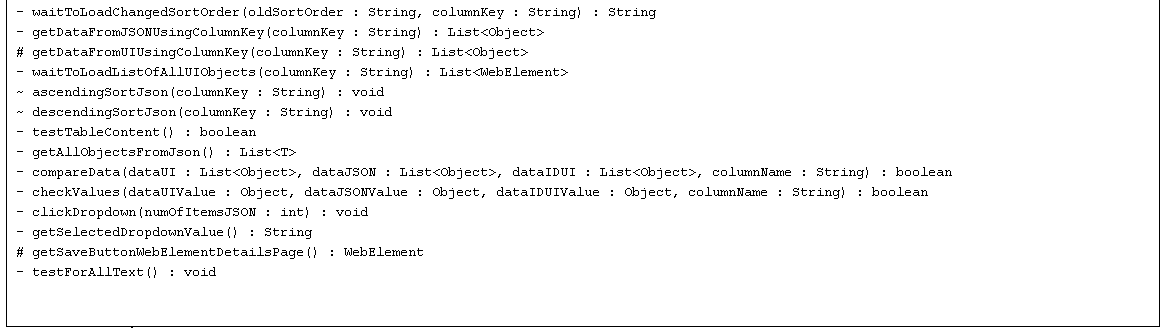 - waitToLoadChangedSortOrder(oldSortOrder : String, columnKey : String) : String
- getDataFromJSONUsingColumnKey(columnKey : String) : List<Object>
# getDataFromUIUsingColumnKey(columnKey : String) : List<Object>
- waitToLoadListOfAllUIObjects(columnKey : String) : List<WebElement>
~ ascendingSortJson(columnKey : String) : void
~ descendingSortJson(columnKey : String) : void
- testTableContent() : boolean
- getAllObjectsFromJson() : List<T>
- compareData(dataUI : List<Object>, dataJSON : List<Object>, dataIDUI : List<Object>, columnName : String) : boolean
- checkValues(dataUIValue : Object, dataJSONValue : Object, dataIDUIValue : Object, columnName : String) : boolean
- clickDropdown(numOfItemsJSON : int) : void
- getSelectedDropdownValue() : String
# getSaveButtonWebElementDetailsPage() : WebElement
- testForAllText() : void